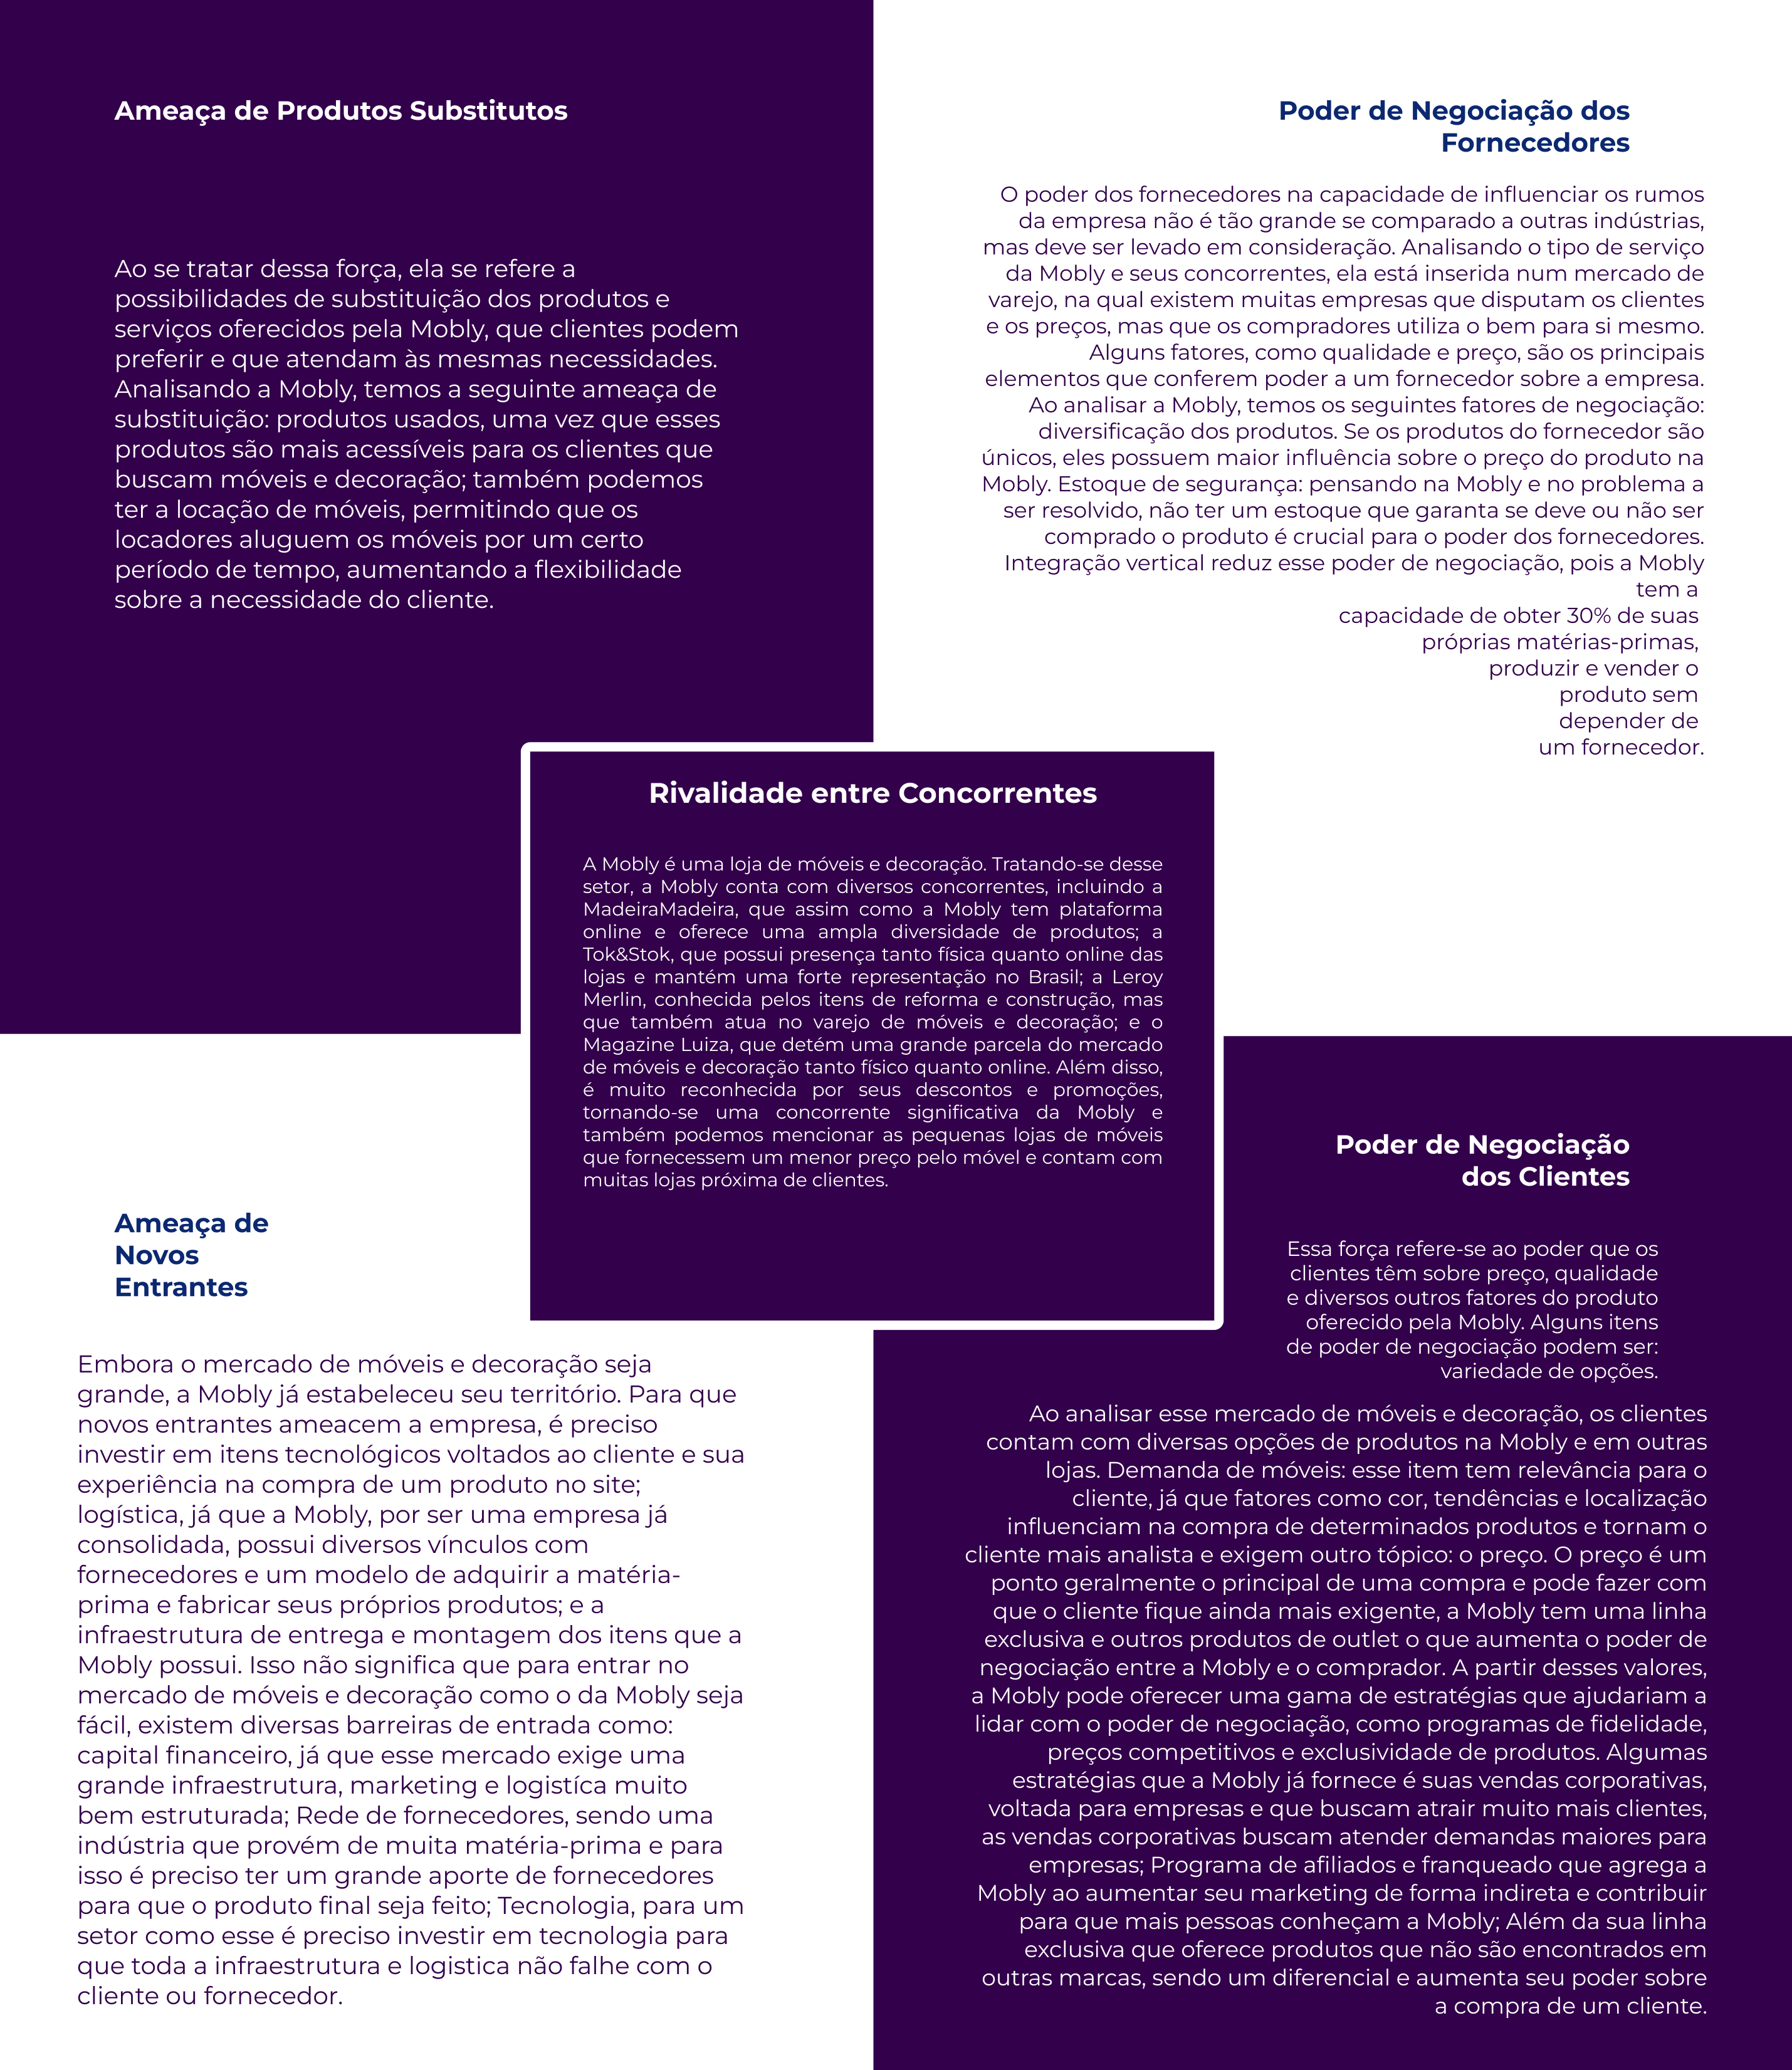 Ameaça de Produtos Substitutos
Ao se tratar dessa força, ela se refere a
possibilidades de substituição dos produtos e
serviços oferecidos pela Mobly, que clientes podem
preferir e que atendam às mesmas necessidades.
Analisando a Mobly, temos a seguinte ameaça de
substituição: produtos usados, uma vez que esses
produtos são mais acessíveis para os clientes que
buscam móveis e decoração; também podemos
ter a locação de móveis, permitindo que os
locadores aluguem os móveis por um certo
período de tempo, aumentando a flexibilidade
sobre a necessidade do cliente.
Poder de Negociação dos
Fornecedores
O poder dos fornecedores na capacidade de influenciar os rumos
da empresa não é tão grande se comparado a outras indústrias,
mas deve ser levado em consideração. Analisando o tipo de serviço
da Mobly e seus concorrentes, ela está inserida num mercado de
varejo, na qual existem muitas empresas que disputam os clientes
e os preços, mas que os compradores utiliza o bem para si mesmo.
Alguns fatores, como qualidade e preço, são os principais
elementos que conferem poder a um fornecedor sobre a empresa.
Ao analisar a Mobly, temos os seguintes fatores de negociação:
diversificação dos produtos. Se os produtos do fornecedor são
únicos, eles possuem maior influência sobre o preço do produto na
Mobly. Estoque de segurança: pensando na Mobly e no problema a
ser resolvido, não ter um estoque que garanta se deve ou não ser
comprado o produto é crucial para o poder dos fornecedores.
Integração vertical reduz esse poder de negociação, pois a Mobly
tem a
capacidade de obter 30% de suas
próprias matérias-primas,
produzir e vender o
produto sem
depender de
um fornecedor.
Rivalidade entre Concorrentes
A Mobly é uma loja de móveis e decoração. Tratando-se desse
setor, a Mobly conta com diversos concorrentes, incluindo a
MadeiraMadeira, que assim como a Mobly tem plataforma
online e oferece uma ampla diversidade de produtos; a
Tok&Stok, que possui presença tanto física quanto online das
lojas e mantém uma forte representação no Brasil; a Leroy
Merlin, conhecida pelos itens de reforma e construção, mas
que também atua no varejo de móveis e decoração; e o
Magazine Luiza, que detém uma grande parcela do mercado
de móveis e decoração tanto físico quanto online. Além disso,
é muito reconhecida por seus descontos e promoções,
tornando-se uma concorrente significativa da Mobly e
também podemos mencionar as pequenas lojas de móveis
que fornecessem um menor preço pelo móvel e contam com
muitas lojas próxima de clientes.
Ameaça de
Novos
Entrantes
Embora o mercado de móveis e decoração seja
grande, a Mobly já estabeleceu seu território. Para que
novos entrantes ameacem a empresa, é preciso
investir em itens tecnológicos voltados ao cliente e sua
experiência na compra de um produto no site;
logística, já que a Mobly, por ser uma empresa já
consolidada, possui diversos vínculos com
fornecedores e um modelo de adquirir a matéria-
prima e fabricar seus próprios produtos; e a
infraestrutura de entrega e montagem dos itens que a
Mobly possui. Isso não significa que para entrar no
mercado de móveis e decoração como o da Mobly seja
fácil, existem diversas barreiras de entrada como:
capital financeiro, já que esse mercado exige uma
grande infraestrutura, marketing e logistíca muito
bem estruturada; Rede de fornecedores, sendo uma
indústria que provém de muita matéria-prima e para
isso é preciso ter um grande aporte de fornecedores
para que o produto final seja feito; Tecnologia, para um
setor como esse é preciso investir em tecnologia para
que toda a infraestrutura e logistica não falhe com o
cliente ou fornecedor.
Poder de Negociação
dos Clientes
Essa força refere-se ao poder que os
clientes têm sobre preço, qualidade
e diversos outros fatores do produto
oferecido pela Mobly. Alguns itens
de poder de negociação podem ser:
variedade de opções.
Ao analisar esse mercado de móveis e decoração, os clientes
contam com diversas opções de produtos na Mobly e em outras
lojas. Demanda de móveis: esse item tem relevância para o
cliente, já que fatores como cor, tendências e localização
influenciam na compra de determinados produtos e tornam o
cliente mais analista e exigem outro tópico: o preço. O preço é um
ponto geralmente o principal de uma compra e pode fazer com
que o cliente fique ainda mais exigente, a Mobly tem uma linha
exclusiva e outros produtos de outlet o que aumenta o poder de
negociação entre a Mobly e o comprador. A partir desses valores,
a Mobly pode oferecer uma gama de estratégias que ajudariam a
lidar com o poder de negociação, como programas de fidelidade,
preços competitivos e exclusividade de produtos. Algumas
estratégias que a Mobly já fornece é suas vendas corporativas,
voltada para empresas e que buscam atrair muito mais clientes,
as vendas corporativas buscam atender demandas maiores para
empresas; Programa de afiliados e franqueado que agrega a
Mobly ao aumentar seu marketing de forma indireta e contribuir
para que mais pessoas conheçam a Mobly; Além da sua linha
exclusiva que oferece produtos que não são encontrados em
outras marcas, sendo um diferencial e aumenta seu poder sobre
a compra de um cliente.